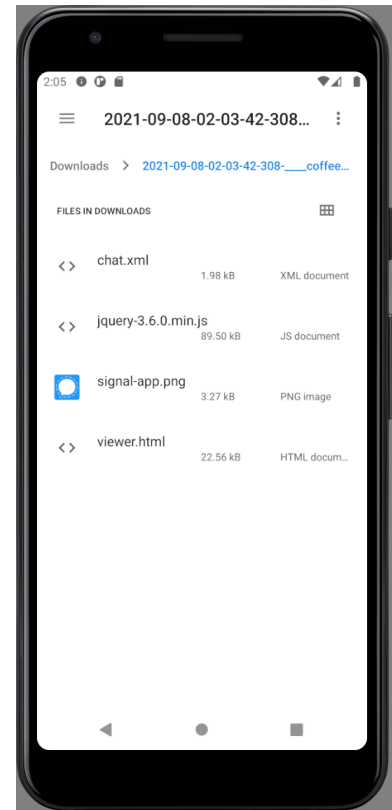 2:05
2021-09-08-02-03-42-308...
Downloads > 2021-09-08-02-03-42-308-____coffee...
FILES IN DOWNLOADS
chat.xml
1.98 kB XML document
jquery-3.6.0.min.js
89.50 kB JS document
signal-app.png
3.27 kB PNG image
viewer.html
22.56 kB HTML docum...